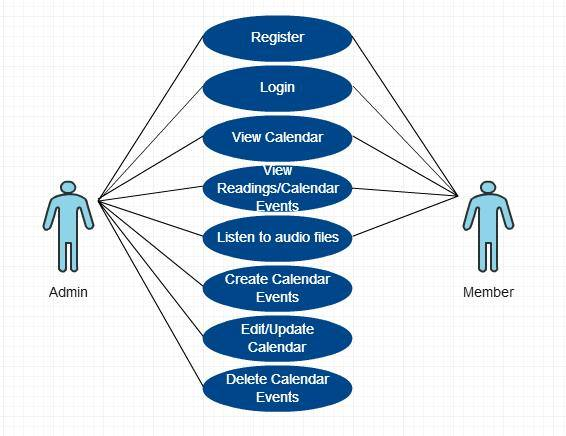 Register
Login
View Calendar
View
Readings/Calendar
Events
Listen to audio files
Create Calendar
Events
Edit/Update
Calendar
Delete Calendar
Events
Admin
Member